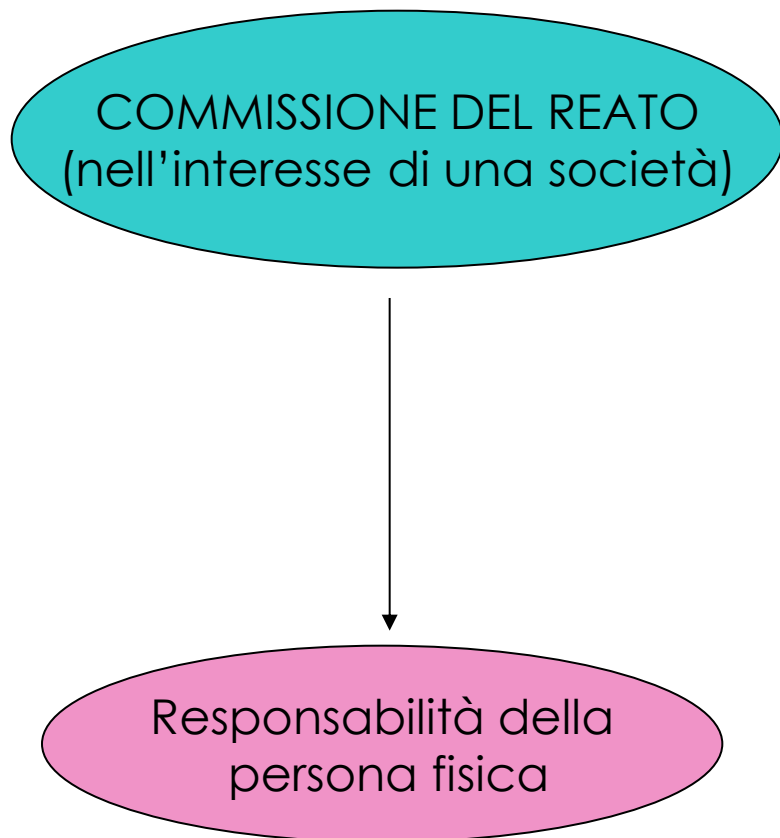 COMMISSIONE DEL REATO
(nell’interesse di una società)
Responsabilità della
persona fisica